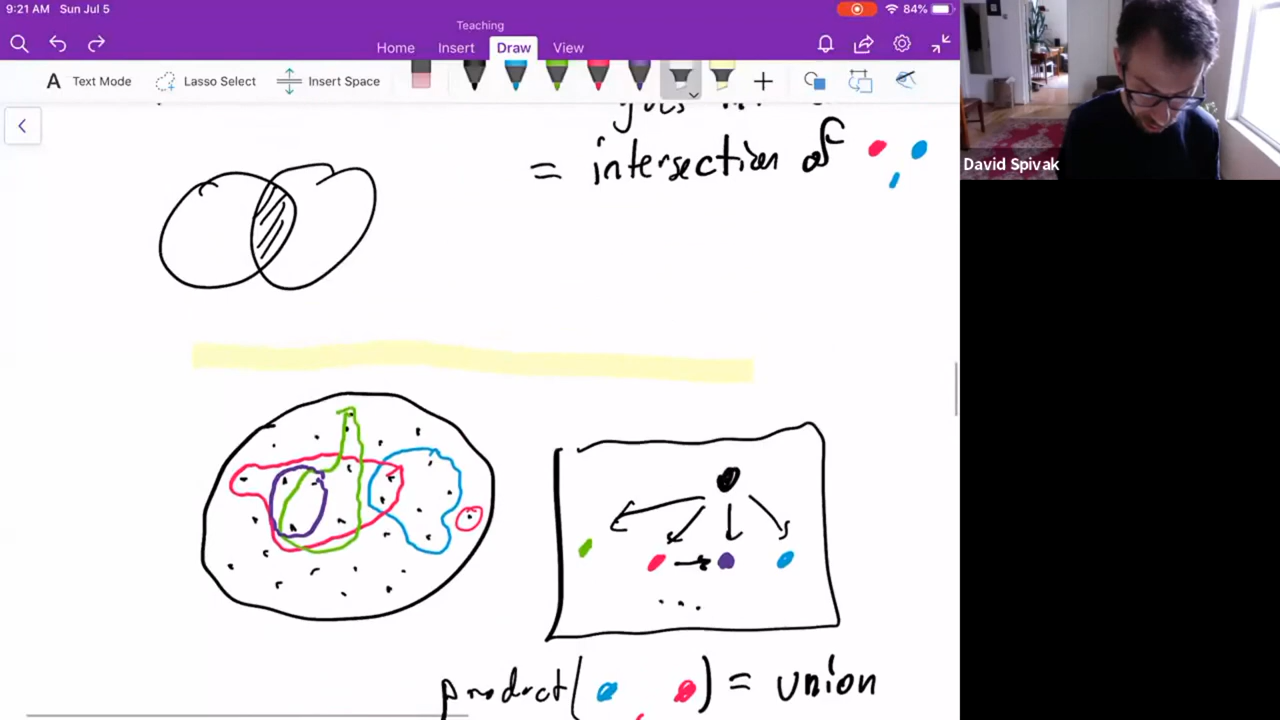 9:21 AM Sun Jul 5
84%
Teaching
Home Insert Draw View
Text Mode Lasso Select Insert Space
David Spivak
= intersection of
product( ) = union